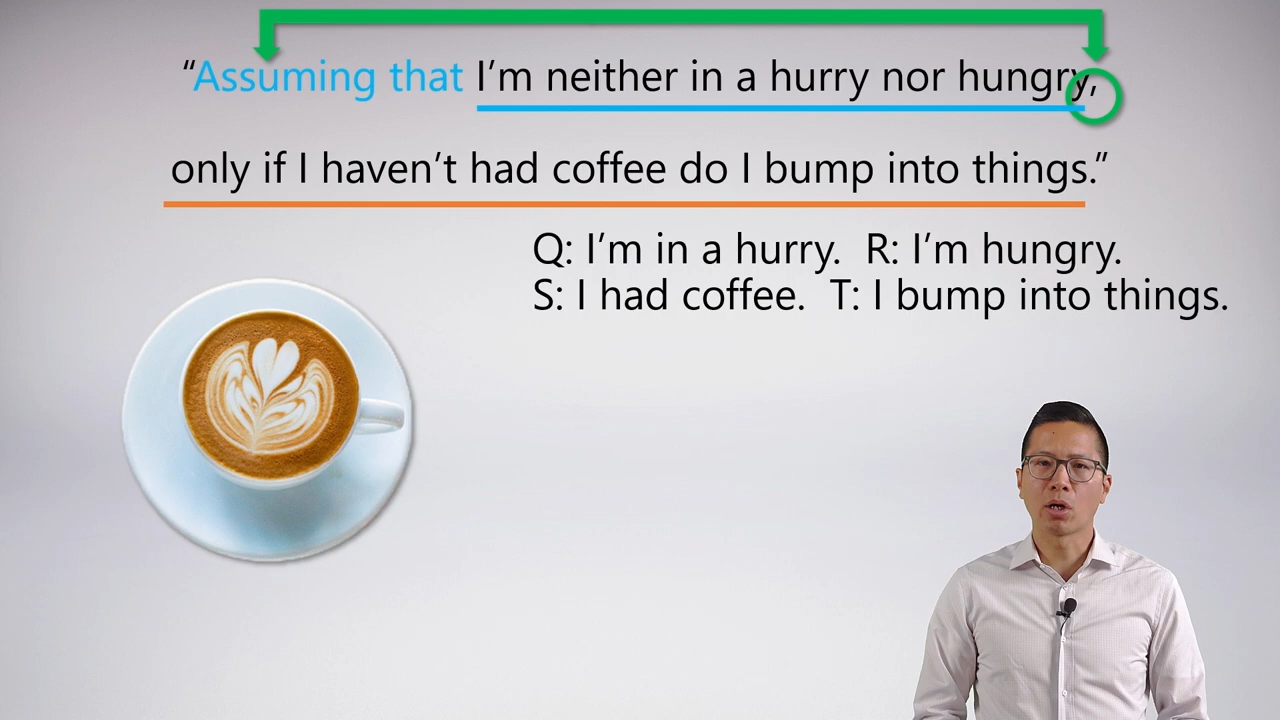 “Assuming that I’m neither in a hurry nor hungry,
only if I haven’t had coffee do I bump into things.”
Q: I’m in a hurry.  R: I’m hungry.
S: I had coffee.  T: I bump into things.